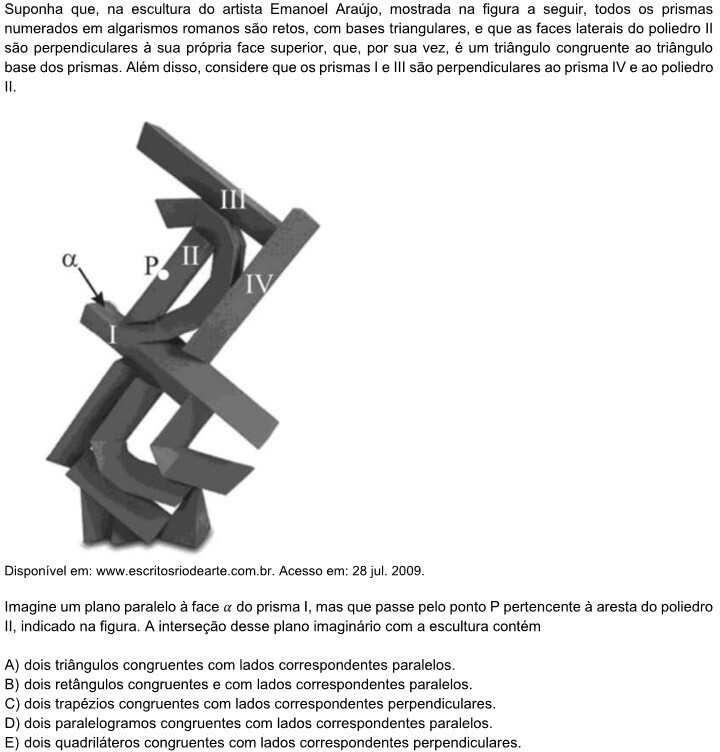 Suponha que, na escultura do artista Emanoel Araújo, mostrada na figura a seguir, todos os prismas
numerados em algarismos romanos são retos, com bases triangulares, e que as faces laterais do poliedro II
são perpendiculares à sua própria face superior, que, por sua vez, é um triângulo congruente ao triângulo
base dos prismas. Além disso, considere que os prismas I e III são perpendiculares ao prisma IV e ao poliedro
II.
III
II
P
α
IV
I
Disponível em: www.escritosriodearte.com.br. Acesso em: 28 jul. 2009.
Imagine um plano paralelo à face α do prisma I, mas que passe pelo ponto P pertencente à aresta do poliedro
II, indicado na figura. A interseção desse plano imaginário com a escultura contém
A) dois triângulos congruentes com lados correspondentes paralelos.
B) dois retângulos congruentes e com lados correspondentes paralelos.
C) dois trapézios congruentes com lados correspondentes perpendiculares.
D) dois paralelogramos congruentes com lados correspondentes paralelos.
E) dois quadriláteros congruentes com lados correspondentes perpendiculares.